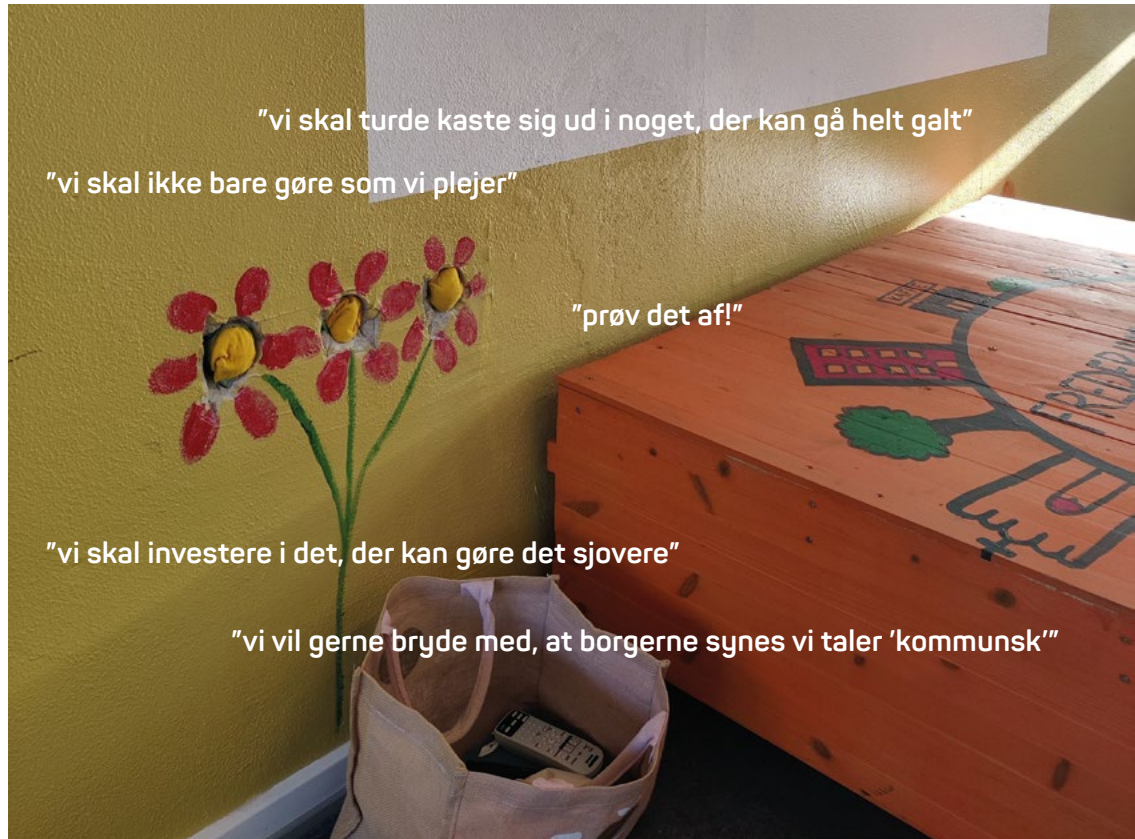 ”vi skal turde kaste sig ud i noget, der kan gå helt galt”
”vi skal ikke bare gøre som vi plejer”
”prøv det af!”
”vi skal investere i det, der kan gøre det sjovere”
”vi vil gerne bryde med, at borgerne synes vi taler ’kommunsk’”